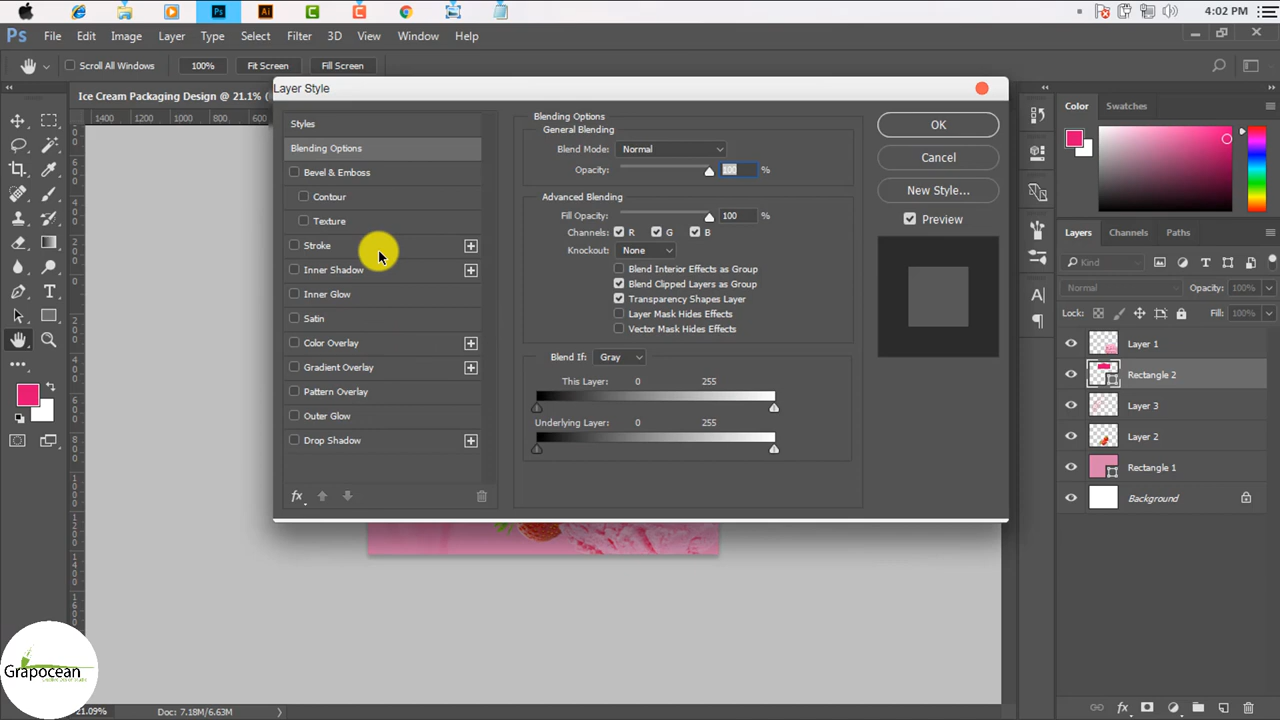 4:02 PM
Ps File Edit Image Layer Type Select Filter 3D View Window Help
Scroll All Windows 100% Fit Screen Fill Screen
Ice Cream Packaging Design @ 21.1% (
1400 1200 1000 800 600
Layer Style
Styles
Blending Options
Bevel & Emboss
Contour
Texture
Stroke
Inner Shadow
Inner Glow
Satin
Color Overlay
Gradient Overlay
Pattern Overlay
Outer Glow
Drop Shadow
fx
Blending Options
General Blending
Blend Mode: Normal
Opacity: 100 %
Advanced Blending
Fill Opacity: 100 %
Channels: R G B
Knockout: None
Blend Interior Effects as Group
Blend Clipped Layers as Group
Transparency Shapes Layer
Layer Mask Hides Effects
Vector Mask Hides Effects
Blend If: Gray
This Layer: 0 255
Underlying Layer: 0 255
OK
Cancel
New Style...
Preview
Color Swatches
Layers Channels Paths
Kind
Normal Opacity: 100%
Lock: Fill: 100%
Layer 1
Rectangle 2
Layer 3
Layer 2
Rectangle 1
Background
Grapocean
21.09% Doc: 7.18M/6.63M